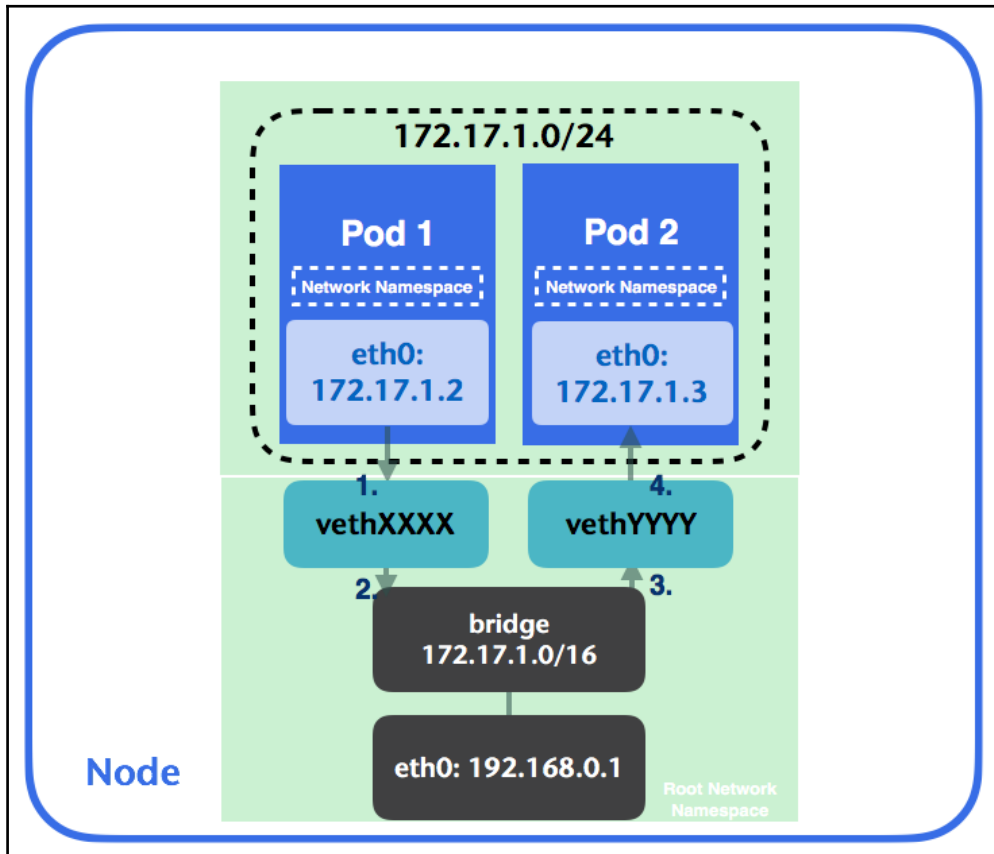 172.17.1.0/24
Pod 1
Network Namespace
eth0:
172.17.1.2
Pod 2
Network Namespace
eth0:
172.17.1.3
1.
vethXXXX
2.
4.
vethYYYY
3.
bridge
172.17.1.0/16
eth0: 192.168.0.1
Node
Root Network
Namespace